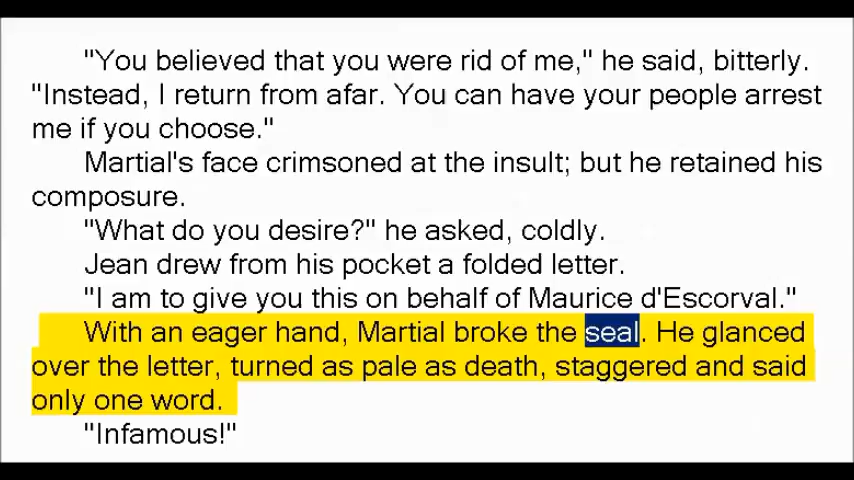 "You believed that you were rid of me," he said, bitterly.
"Instead, I return from afar. You can have your people arrest
me if you choose."
Martial's face crimsoned at the insult; but he retained his
composure.
"What do you desire?" he asked, coldly.
Jean drew from his pocket a folded letter.
"I am to give you this on behalf of Maurice d'Escorval."
With an eager hand, Martial broke the seal. He glanced
over the letter, turned as pale as death, staggered and said
only one word.
"Infamous!"